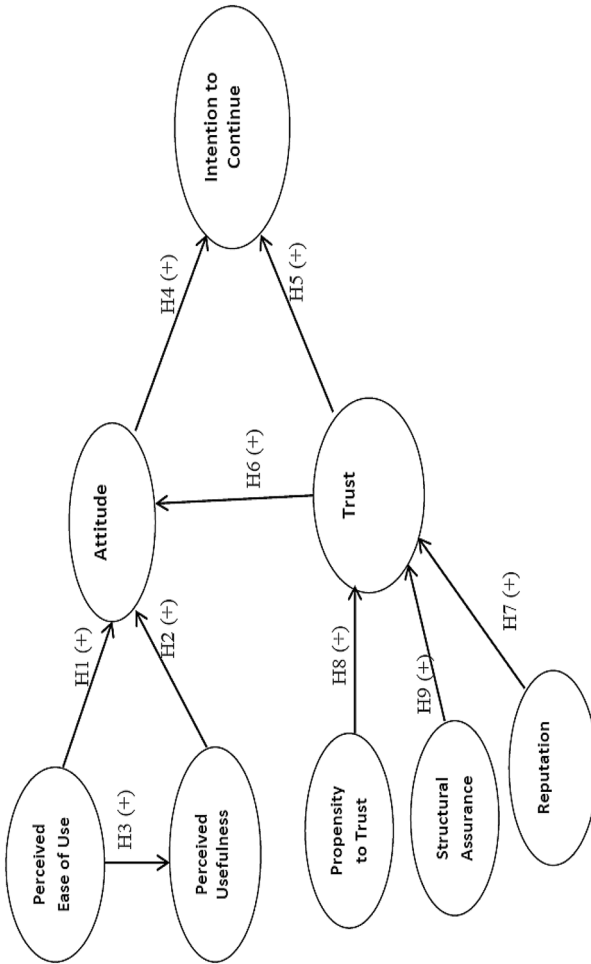 Perceived
Ease of Use
H1 (+)
Attitude
H3 (+)
H2 (+)
Perceived
Usefulness
H4 (+)
Intention to
Continue
H6 (+)
H5 (+)
Propensity
to Trust
H8 (+)
Trust
Structural
Assurance
H9 (+)
Reputation
H7 (+)